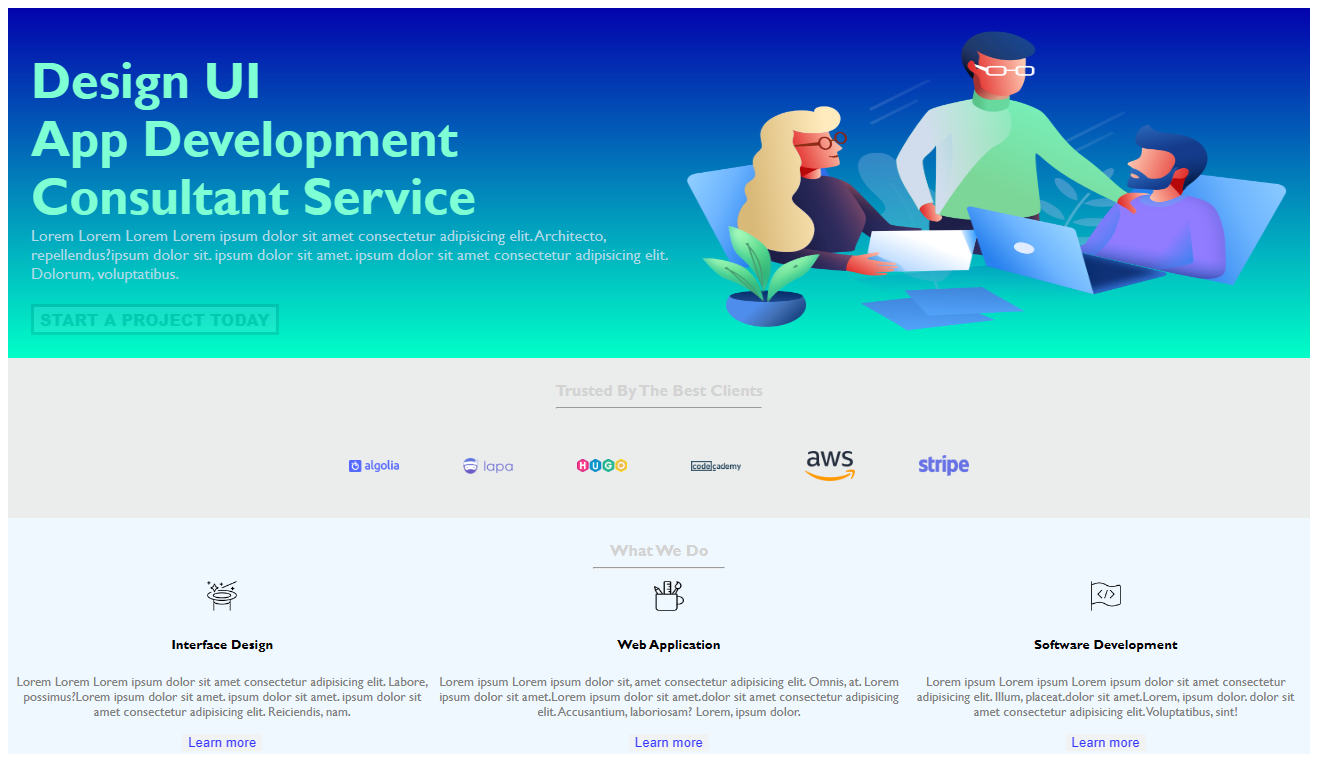 Design UI
App Development
Consultant Service
Lorem Lorem Lorem Lorem ipsum dolor sit amet consectetur adipisicing elit. Architecto,
repellendus?ipsum dolor sit. ipsum dolor sit amet. ipsum dolor sit amet consectetur adipisicing elit.
Dolorum, voluptatibus.
START A PROJECT TODAY
Trusted By The Best Clients
algolia
lapa
HUGO
codecademy
aws
stripe
What We Do
Interface Design
Lorem Lorem Lorem ipsum dolor sit amet consectetur adipisicing elit. Labore,
possimus?Lorem ipsum dolor sit amet. ipsum dolor sit amet. ipsum dolor sit
amet consectetur adipisicing elit. Reiciendis, nam.
Learn more
Web Application
Lorem ipsum Lorem ipsum dolor sit, amet consectetur adipisicing elit. Omnis, at. Lorem
ipsum dolor sit amet.Lorem ipsum dolor sit amet.dolor sit amet consectetur adipisicing
elit. Accusantium, laboriosam? Lorem, ipsum dolor.
Learn more
Software Development
Lorem ipsum Lorem ipsum Lorem ipsum dolor sit amet consectetur
adipisicing elit. Illum, placeat.dolor sit amet.Lorem, ipsum dolor. dolor sit
amet consectetur adipisicing elit. Voluptatibus, sint!
Learn more